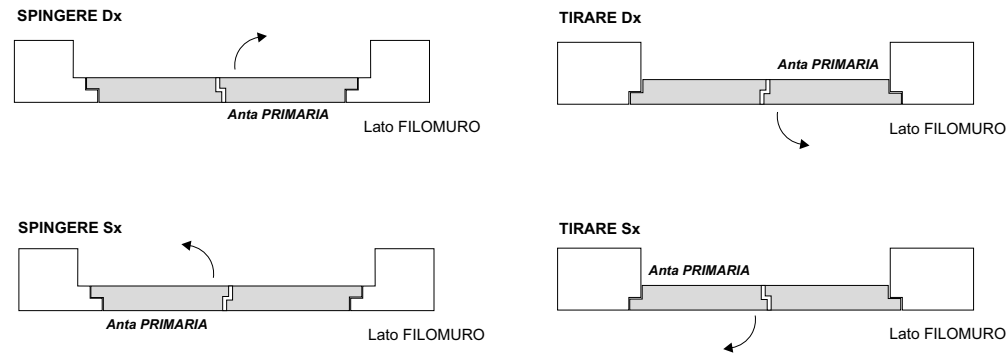 SPINGERE Dx
Anta PRIMARIA
Lato FILOMURO
TIRARE Dx
Anta PRIMARIA
Lato FILOMURO
SPINGERE Sx
Anta PRIMARIA
Lato FILOMURO
TIRARE Sx
Anta PRIMARIA
Lato FILOMURO